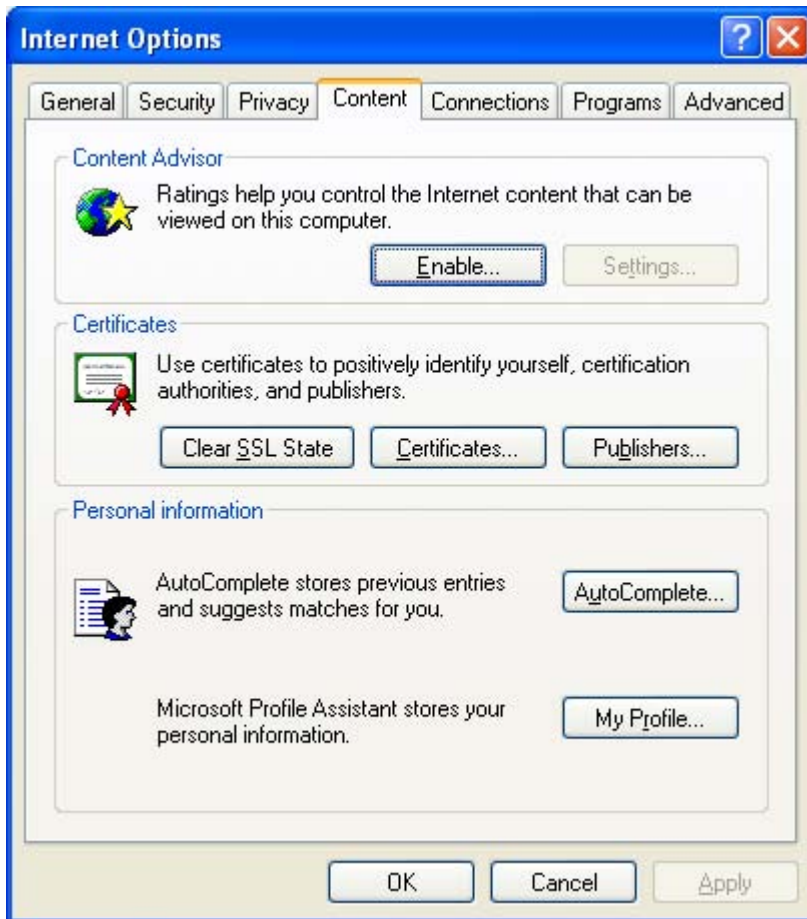 Internet Options
General Security Privacy Content Connections Programs Advanced
Content Advisor
Ratings help you control the Internet content that can be
viewed on this computer.
Enable... Settings...
Certificates
Use certificates to positively identify yourself, certification
authorities, and publishers.
Clear SSL State Certificates... Publishers...
Personal information
AutoComplete stores previous entries
and suggests matches for you.
AutoComplete...
Microsoft Profile Assistant stores your
personal information.
My Profile...
OK Cancel Apply